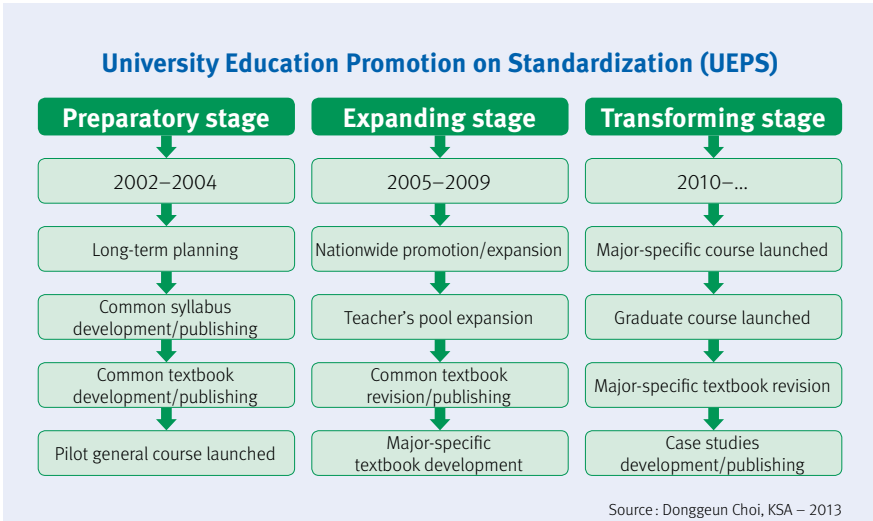 University Education Promotion on Standardization (UEPS)
Preparatory stage
2002–2004
Long-term planning
Common syllabus
development/publishing
Common textbook
development/publishing
Pilot general course launched
Expanding stage
2005–2009
Nationwide promotion/expansion
Teacher's pool expansion
Common textbook
revision/publishing
Major-specific
textbook development
Transforming stage
2010–...
Major-specific course launched
Graduate course launched
Major-specific textbook revision
Case studies
development/publishing
Source: Donggeun Choi, KSA – 2013